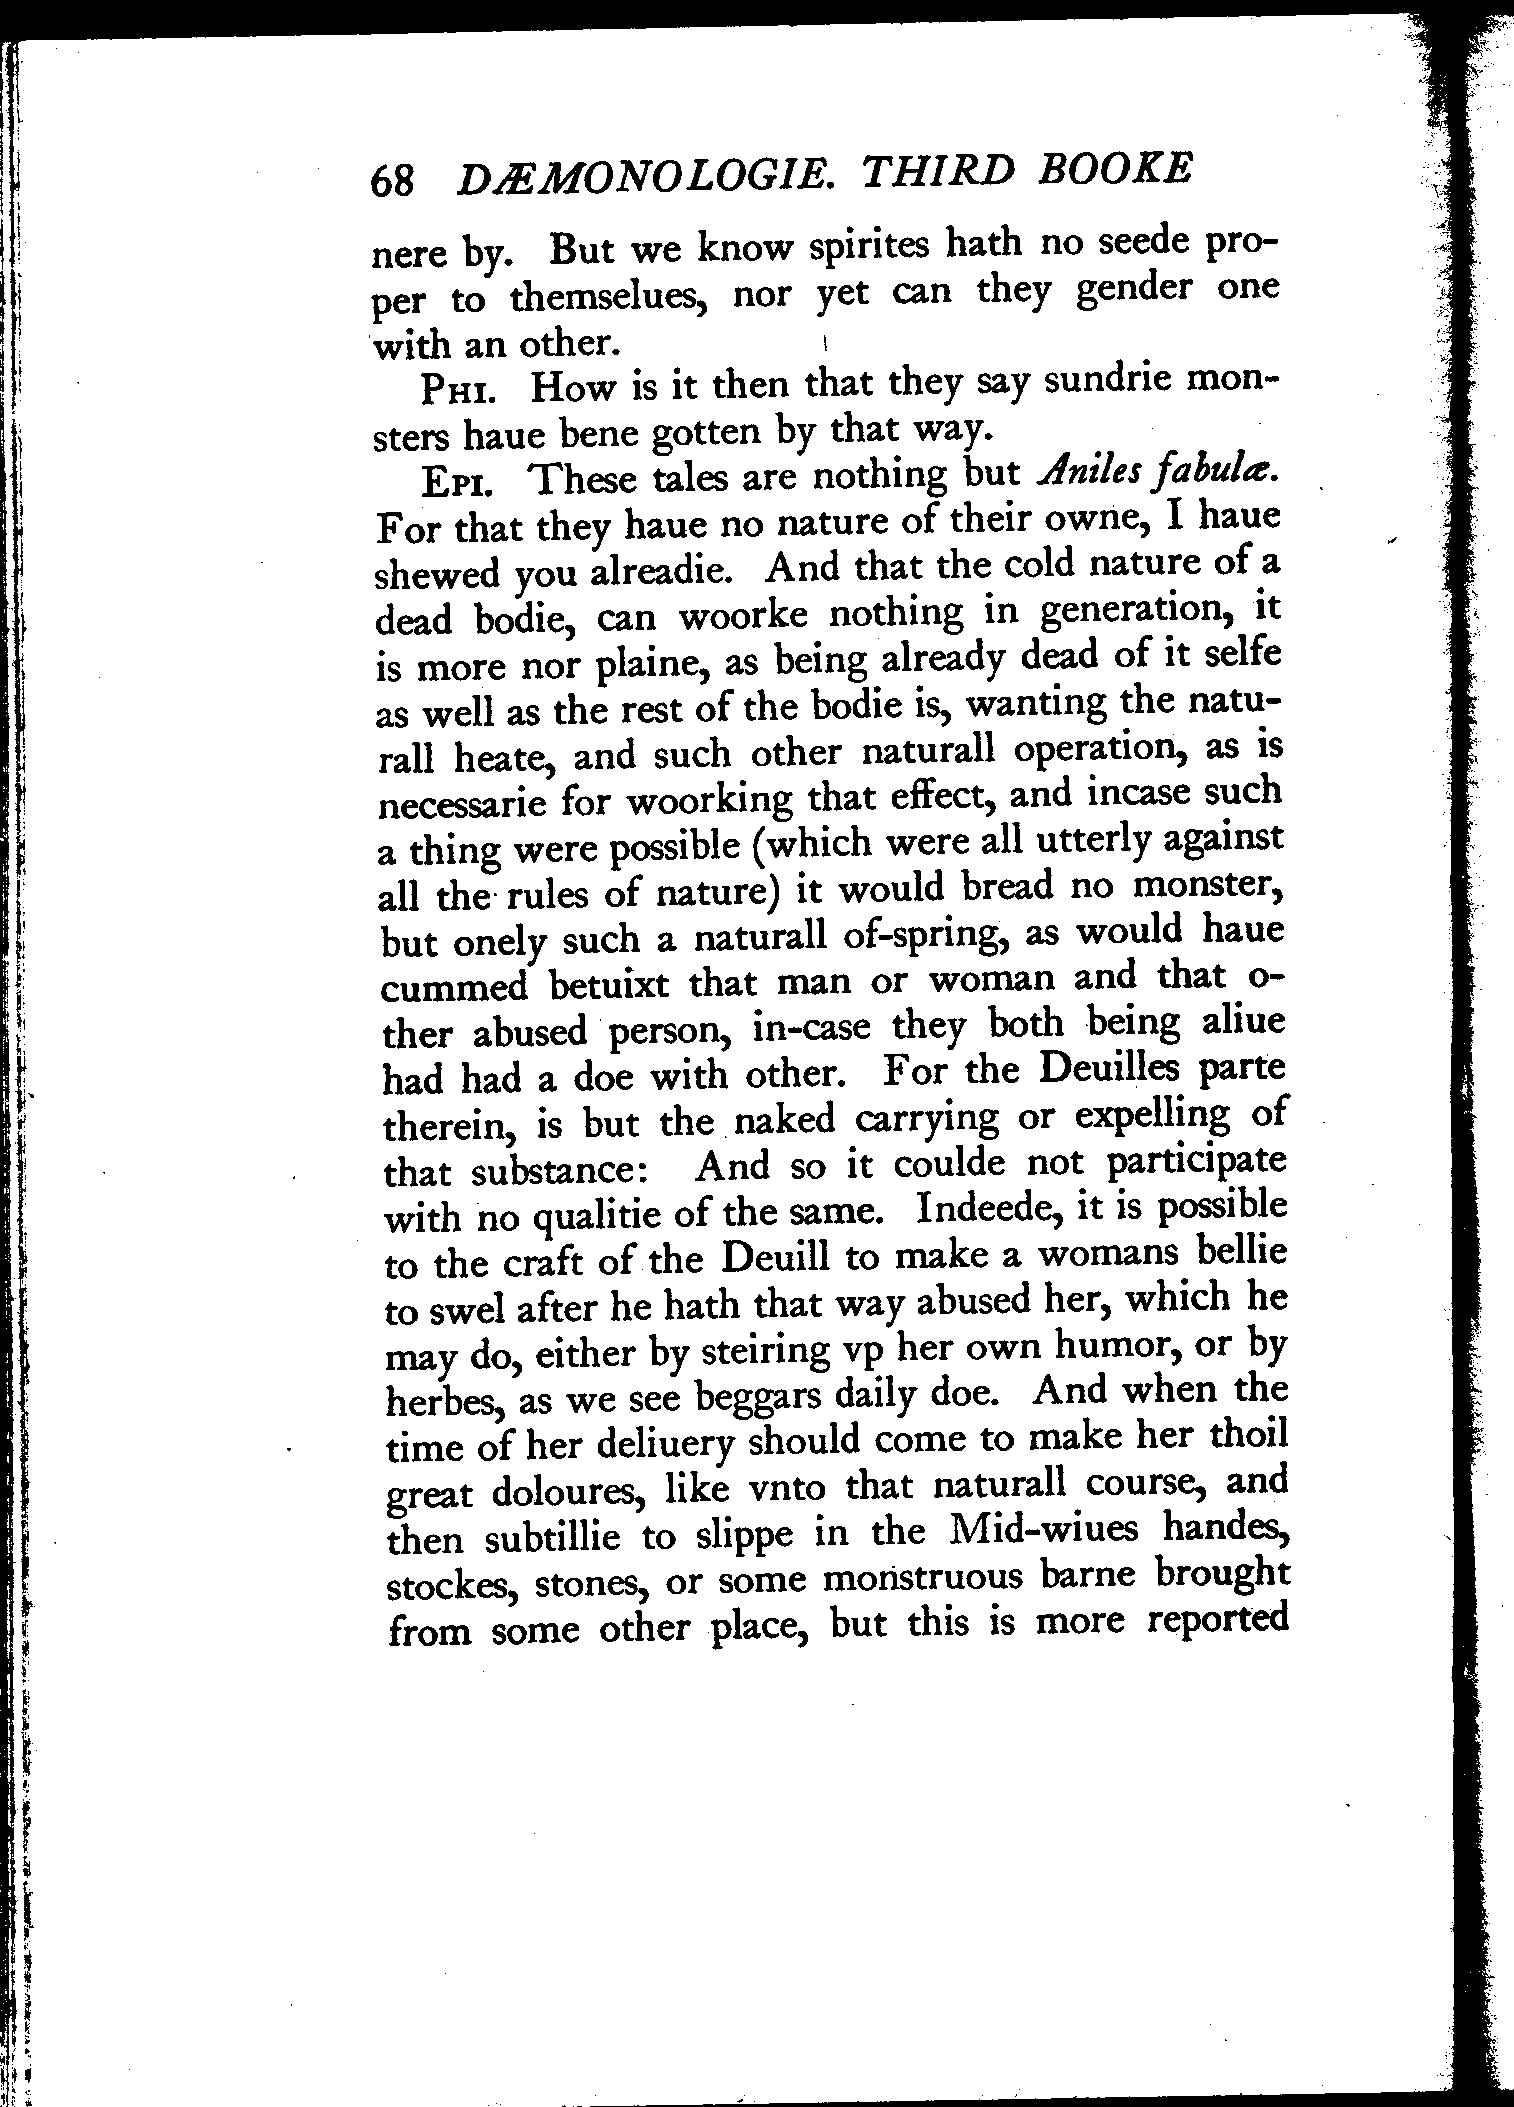 68 DÆMONOLOGIE. THIRD BOOKE
nere by. But we know spirites hath no seede pro-
per to themselues, nor yet can they gender one
with an other.
PHI. How is it then that they say sundrie mon-
sters haue bene gotten by that way.
EPI. These tales are nothing but Aniles fabulæ.
For that they haue no nature of their owne, I haue
shewed you alreadie. And that the cold nature of a
dead bodie, can woorke nothing in generation, it
is more nor plaine, as being already dead of it selfe
as well as the rest of the bodie is, wanting the natu-
rall heate, and such other naturall operation, as is
necessarie for woorking that effect, and incase such
a thing were possible (which were all utterly against
all the rules of nature) it would bread no monster,
but onely such a naturall of-spring, as would haue
cummed betuixt that man or woman and that o-
ther abused person, in-case they both being aliue
had had a doe with other. For the Deuilles parte
therein, is but the naked carrying or expelling of
that substance: And so it coulde not participate
with no qualitie of the same. Indeede, it is possible
to the craft of the Deuill to make a womans bellie
to swel after he hath that way abused her, which he
may do, either by steiring vp her own humor, or by
herbes, as we see beggars daily doe. And when the
time of her deliuery should come to make her thoil
great doloures, like vnto that naturall course, and
then subtillie to slippe in the Mid-wiues handes,
stockes, stones, or some monstruous barne brought
from some other place, but this is more reported